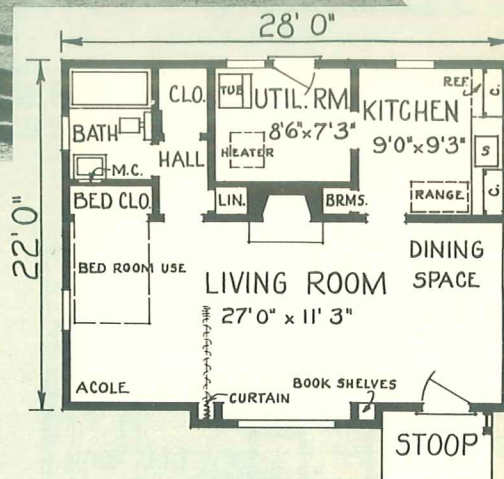 28' 0"
22' 0"
CLO.
TUB
UTIL. RM.
8'6"x7'3"
HEATER
KITCHEN
9'0"x9'3"
REF.
C.
S
C.
RANGE
BATH
M.C.
HALL
BED CLO.
LIN.
BRMS.
BED ROOM USE
LIVING ROOM
27'0" x 11' 3"
DINING
SPACE
ACOLE
CURTAIN
BOOK SHELVES
STOOP